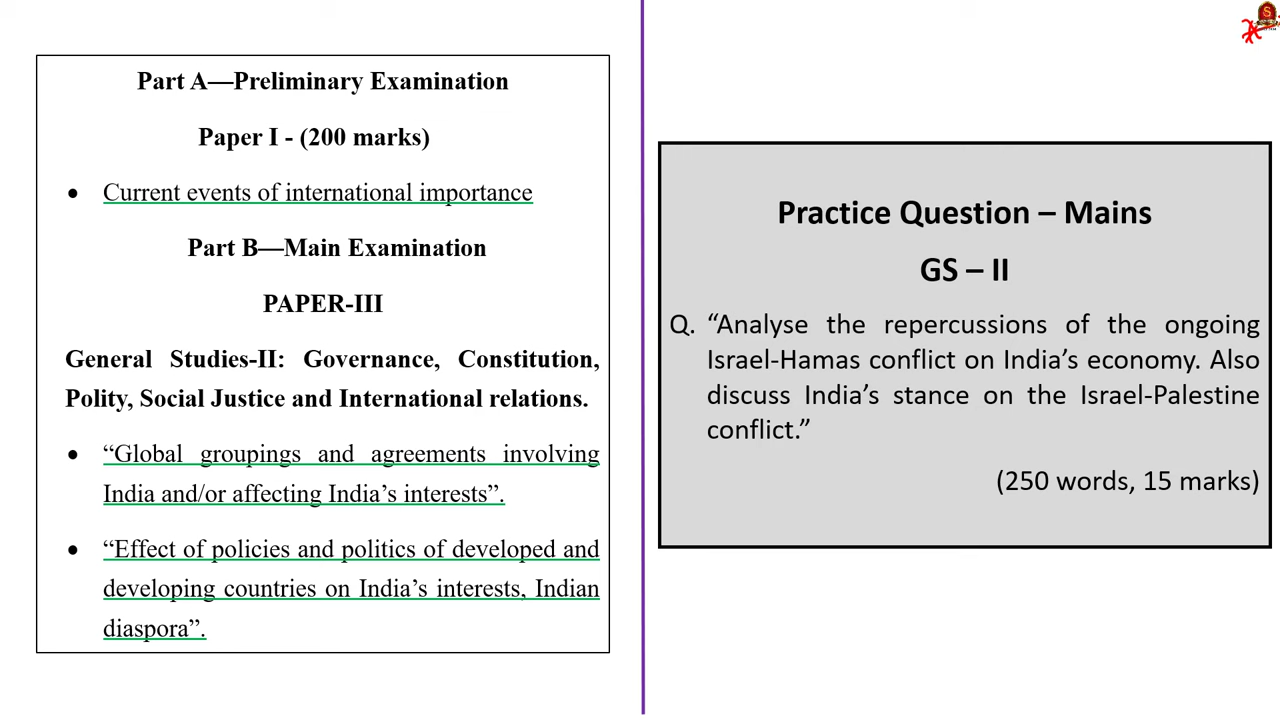 Part A—Preliminary Examination
Paper I - (200 marks)
• Current events of international importance
Part B—Main Examination
PAPER-III
General Studies-II: Governance, Constitution,
Polity, Social Justice and International relations.
• “Global groupings and agreements involving
India and/or affecting India’s interests”.
• “Effect of policies and politics of developed and
developing countries on India’s interests, Indian
diaspora”.
Practice Question – Mains
GS – II
Q. “Analyse the repercussions of the ongoing
Israel-Hamas conflict on India’s economy. Also
discuss India’s stance on the Israel-Palestine
conflict.”
(250 words, 15 marks)